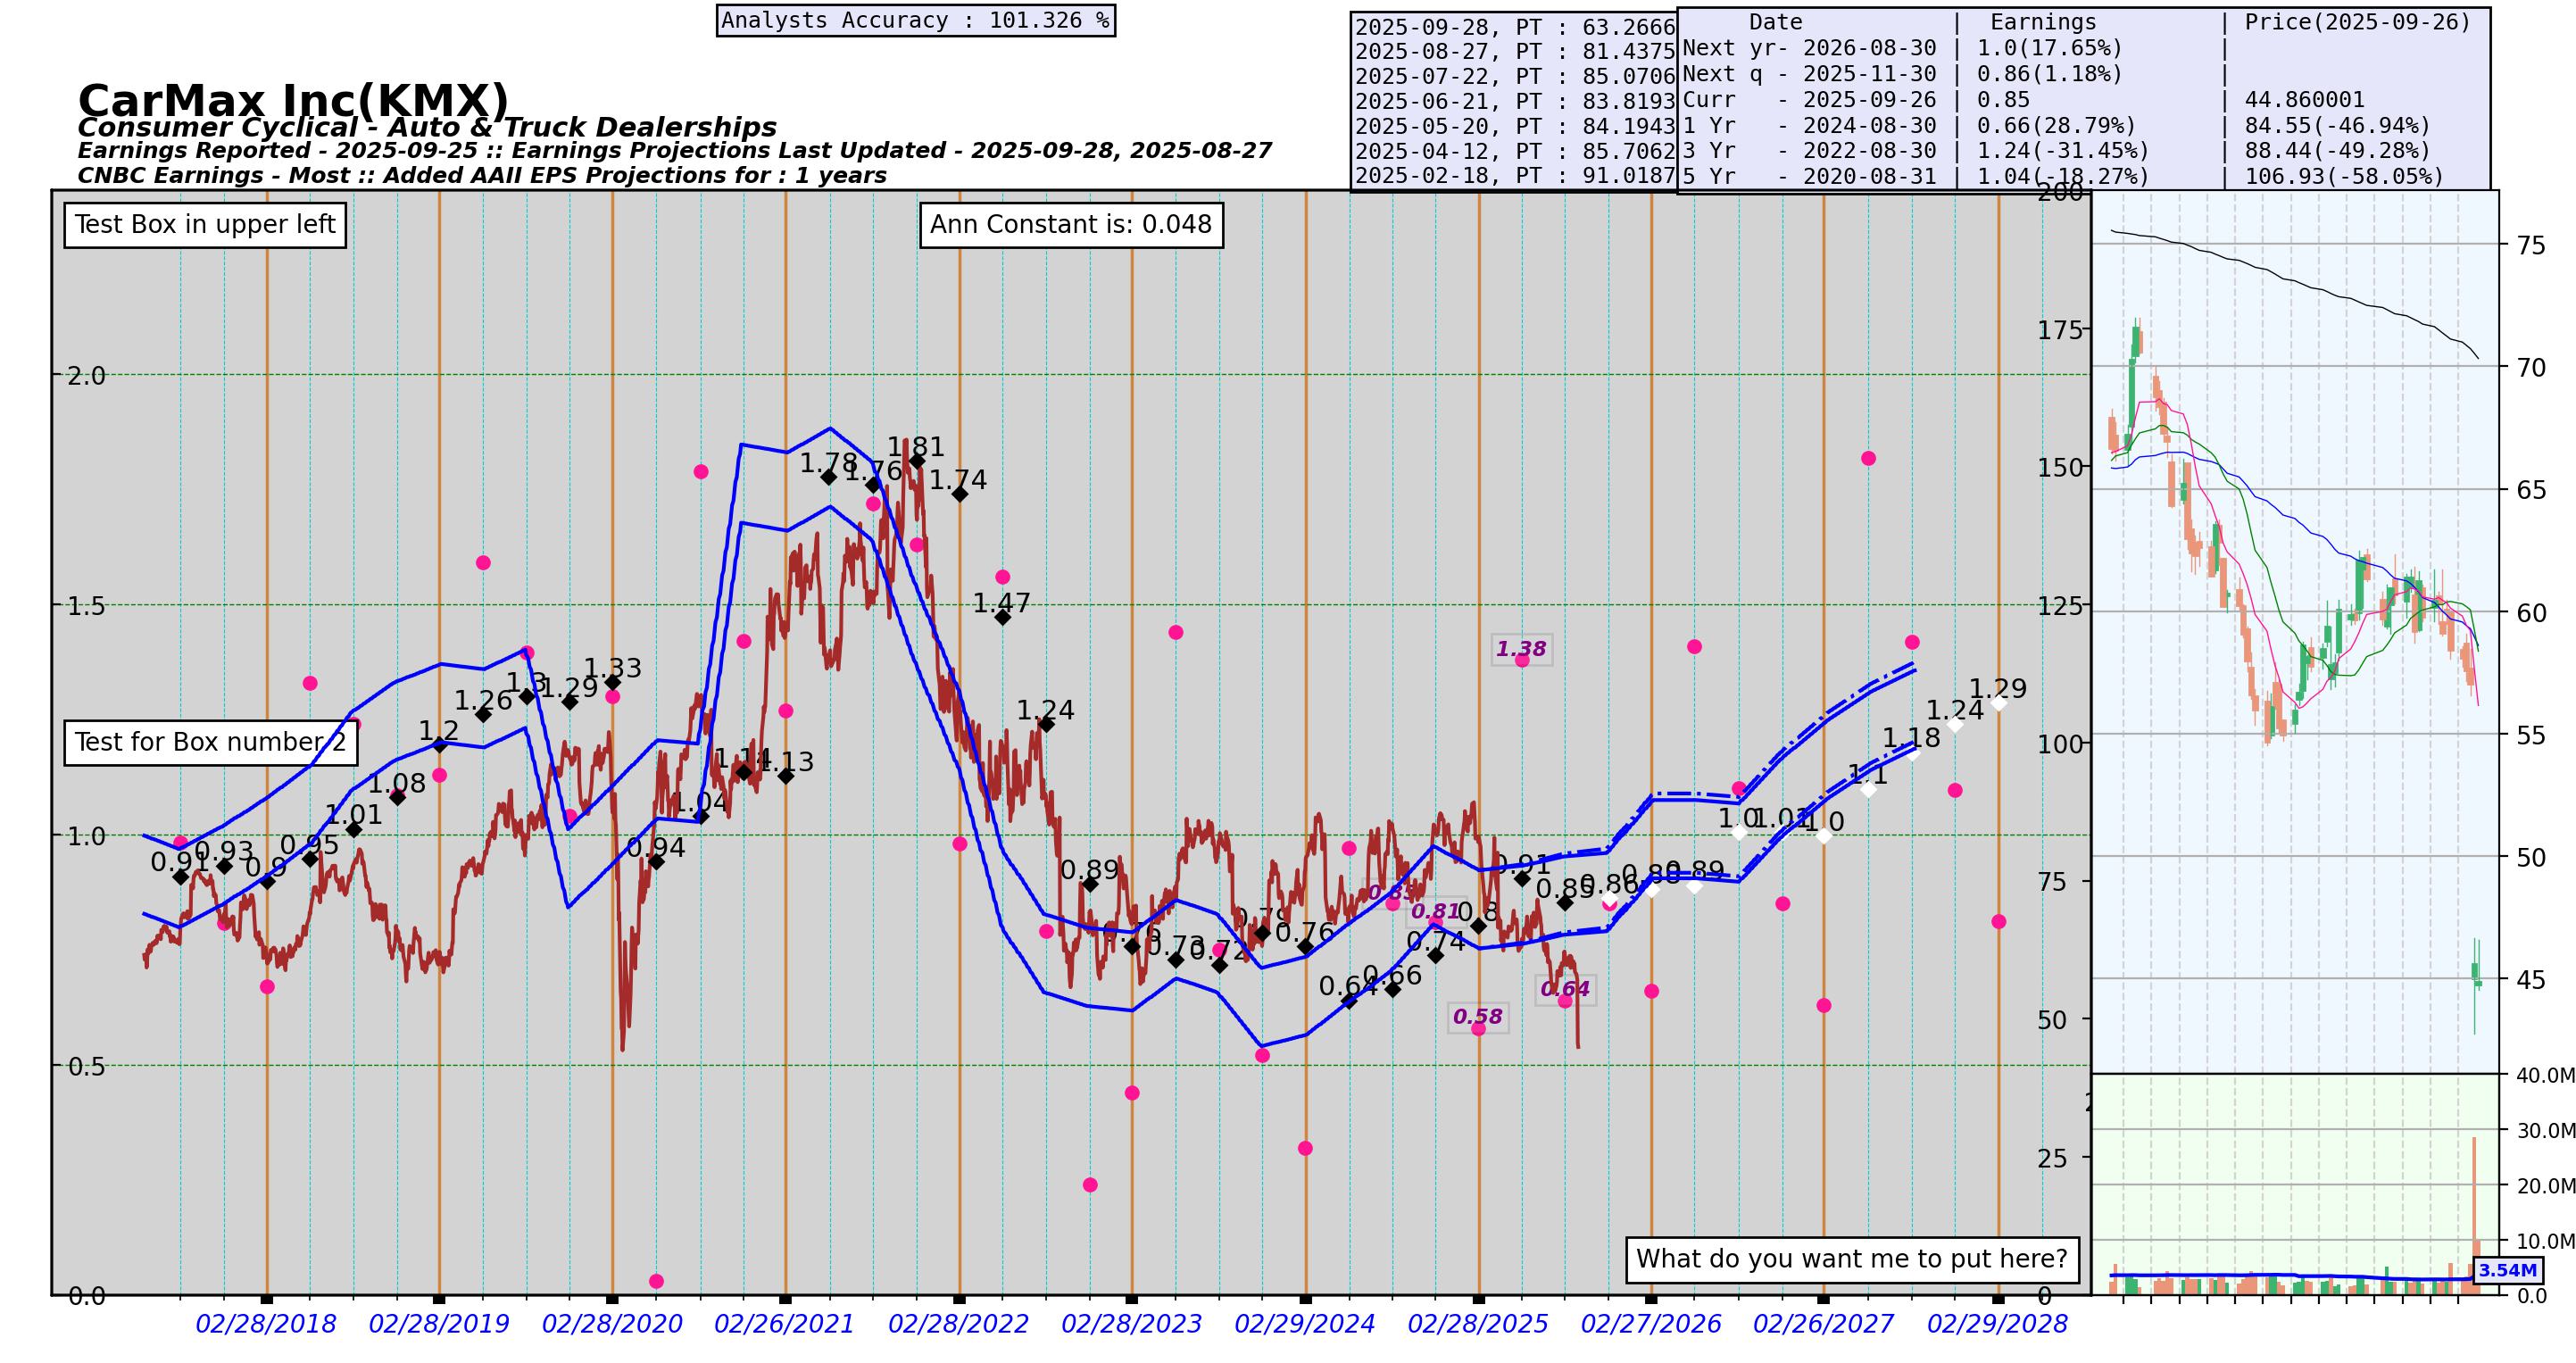 Analysts Accuracy : 101.326 %
2025-09-28, PT : 63.2666
2025-08-27, PT : 81.4375
2025-07-22, PT : 85.0706
2025-06-21, PT : 83.8193
2025-05-20, PT : 84.1943
2025-04-12, PT : 85.7062
2025-02-18, PT : 91.0187
Date | Earnings | Price(2025-09-26)
Next yr- 2026-08-30 | 1.0(17.65%) |
Next q - 2025-11-30 | 0.86(1.18%) |
Curr - 2025-09-26 | 0.85 | 44.860001
1 Yr - 2024-08-30 | 0.66(28.79%) | 84.55(-46.94%)
3 Yr - 2022-08-30 | 1.24(-31.45%) | 88.44(-49.28%)
5 Yr - 2020-08-31 | 1.04(-18.27%) | 106.93(-58.05%)
CarMax Inc(KMX)
Consumer Cyclical - Auto & Truck Dealerships
Earnings Reported - 2025-09-25 :: Earnings Projections Last Updated - 2025-09-28, 2025-08-27
CNBC Earnings - Most :: Added AAII EPS Projections for : 1 years
Test Box in upper left
Ann Constant is: 0.048
Test for Box number 2
What do you want me to put here?
2.0
1.5
1.0
0.5
0.0
200
175
150
125
100
75
50
25
0
75
70
65
60
55
50
45
40.0M
30.0M
20.0M
10.0M
3.54M
0.0
0.91 0.93 0.9 0.95 1.01 1.08 1.2 1.26 1.3 1.29 1.33 0.94 1.04 1.14 1.13 1.78 1.76 1.81 1.74 1.47 1.24 0.89 0.76 0.73 0.72 0.79 0.76 0.64 0.66 0.74 0.8 0.91 0.85 0.86 0.88 0.89 1.0 1.01 1.0 1.1 1.18 1.24 1.29
0.85 0.81 0.58 1.38 0.64
02/28/2018 02/28/2019 02/28/2020 02/26/2021 02/28/2022 02/28/2023 02/29/2024 02/28/2025 02/27/2026 02/26/2027 02/29/2028